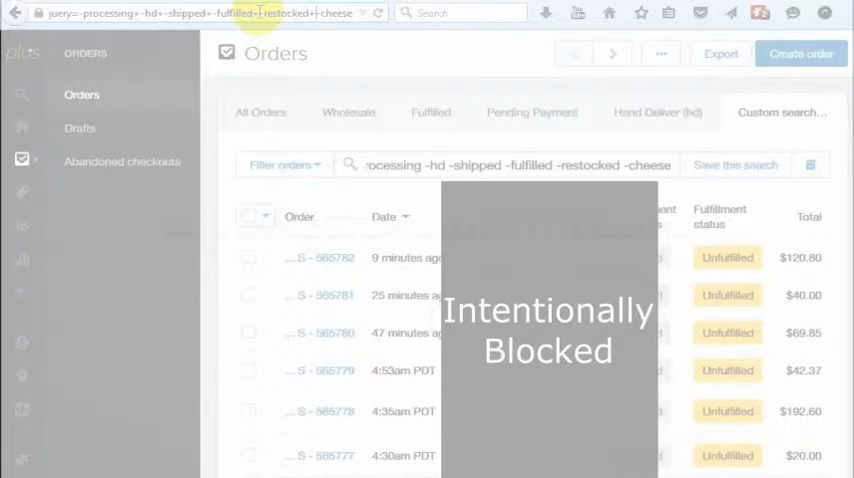 query=-processing+-hd+-shipped+-fulfilled+-restocked+-cheese
Search
plus
ORDERS
Orders
Drafts
Abandoned checkouts
Orders
Export
Create order
All Orders
Wholesale
Fulfilled
Pending Payment
Hand Deliver (hd)
Custom search...
Filter orders
rocessing -hd -shipped -fulfilled -restocked -cheese
Save this search
Order
Date
Fulfillment
status
Total
... S - 565782 9 minutes ago Unfulfilled $120.80
... S - 565781 25 minutes ag Unfulfilled $40.00
... S - 565780 47 minutes ag Unfulfilled $69.85
... S - 565779 4:53am PDT Unfulfilled $42.37
... S - 565778 4:35am PDT Unfulfilled $192.60
... S - 565777 4:30am PDT Unfulfilled $20.00
Intentionally
Blocked